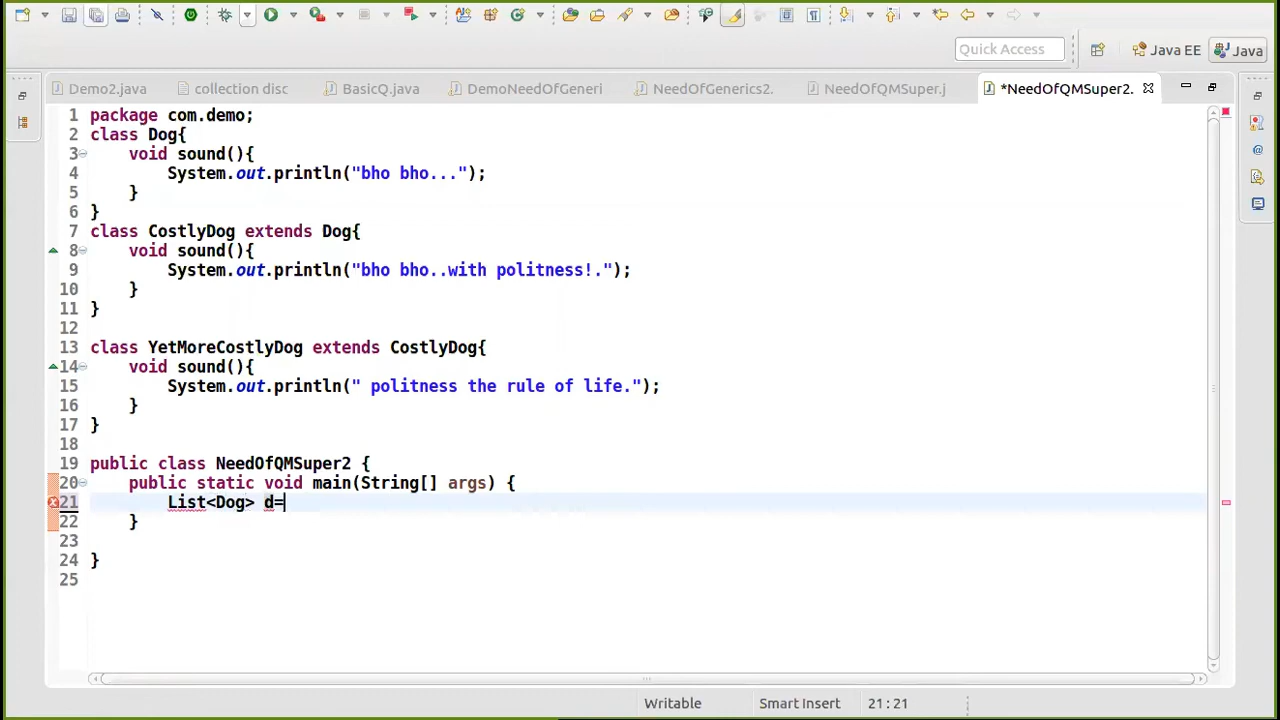 Quick Access
Java EE
Java
Demo2.java
collection disc
BasicQ.java
DemoNeedOfGeneri
NeedOfGenerics2.
NeedOfQMSuper.j
*NeedOfQMSuper2.
1 package com.demo;
2 class Dog{
3 void sound(){
4 System.out.println("bho bho...");
5 }
6 }
7 class CostlyDog extends Dog{
8 void sound(){
9 System.out.println("bho bho..with politness!.");
10 }
11 }
12
13 class YetMoreCostlyDog extends CostlyDog{
14 void sound(){
15 System.out.println(" politness the rule of life.");
16 }
17 }
18
19 public class NeedOfQMSuper2 {
20 public static void main(String[] args) {
21 List<Dog> d=
22 }
23
24 }
25
Writable
Smart Insert
21 : 21